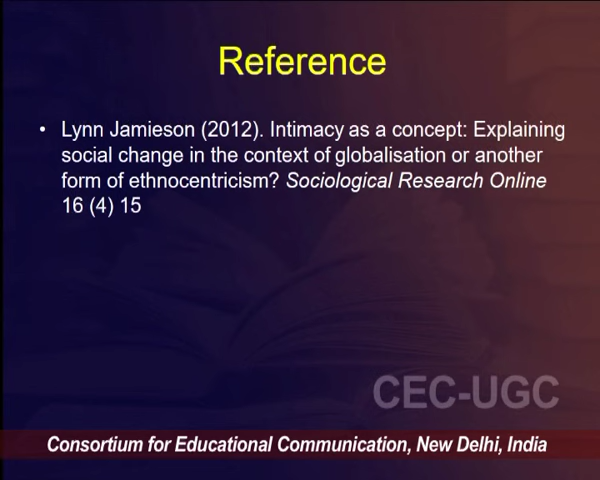 Reference
• Lynn Jamieson (2012). Intimacy as a concept: Explaining
social change in the context of globalisation or another
form of ethnocentricism? Sociological Research Online
16 (4) 15
CEC-UGC
Consortium for Educational Communication, New Delhi, India